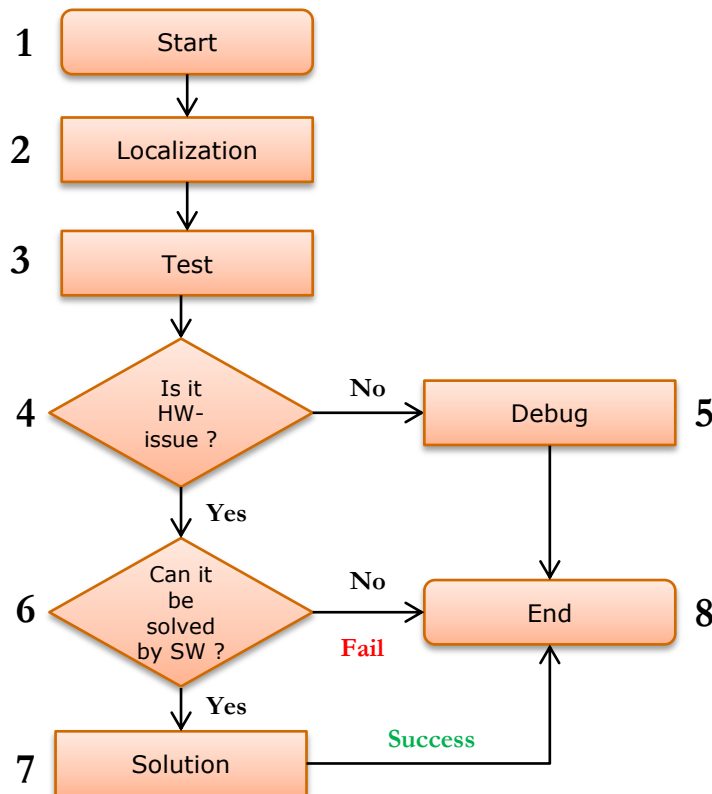 1
Start
2
Localization
3
Test
4
Is it
HW-
issue ?
No
Debug
5
Yes
6
Can it
be
solved
by SW ?
No
Fail
End
8
Yes
7
Solution
Success